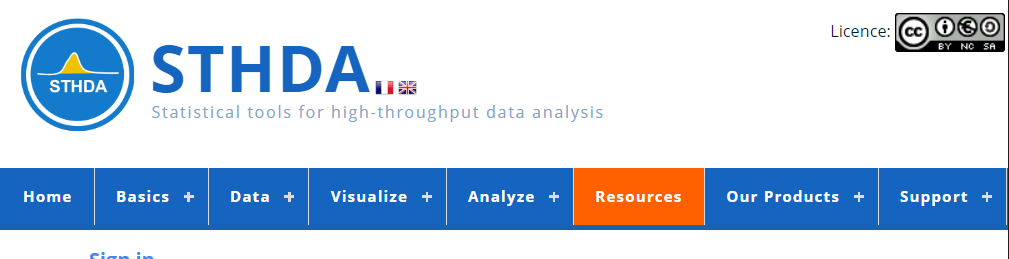 Licence:
cc BY NC SA
STHDA
STHDA
Statistical tools for high-throughput data analysis
Home Basics + Data + Visualize + Analyze + Resources Our Products + Support +
Sign in